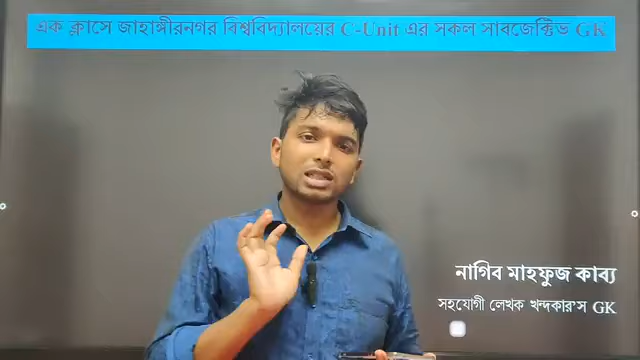 এক ক্লাসে জাহাঙ্গীরনগর বিশ্ববিদ্যালয়ের C-Unit এর সকল সাবজেক্টিভ GK
নাগিব মাহফুজ কাব্য
সহযোগী লেখক খন্দকার'স GK